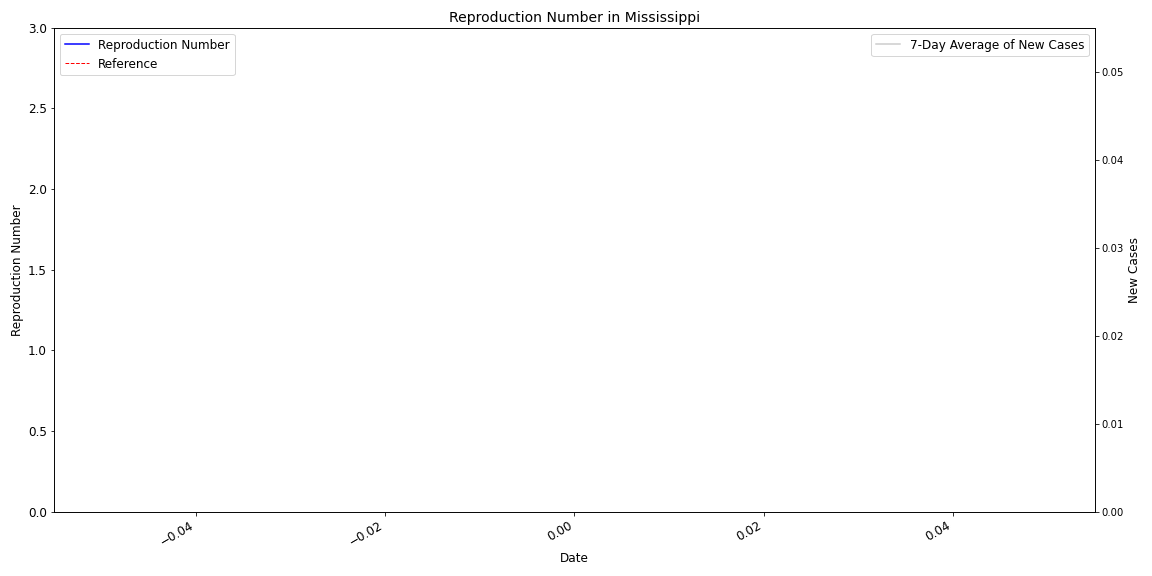 Reproduction Number in Mississippi
3.0
2.5
2.0
1.5
1.0
0.5
0.0
Reproduction Number
Reproduction Number
Reference
7-Day Average of New Cases
0.05
0.04
0.03
0.02
0.01
0.00
New Cases
−0.04
−0.02
0.00
0.02
0.04
Date